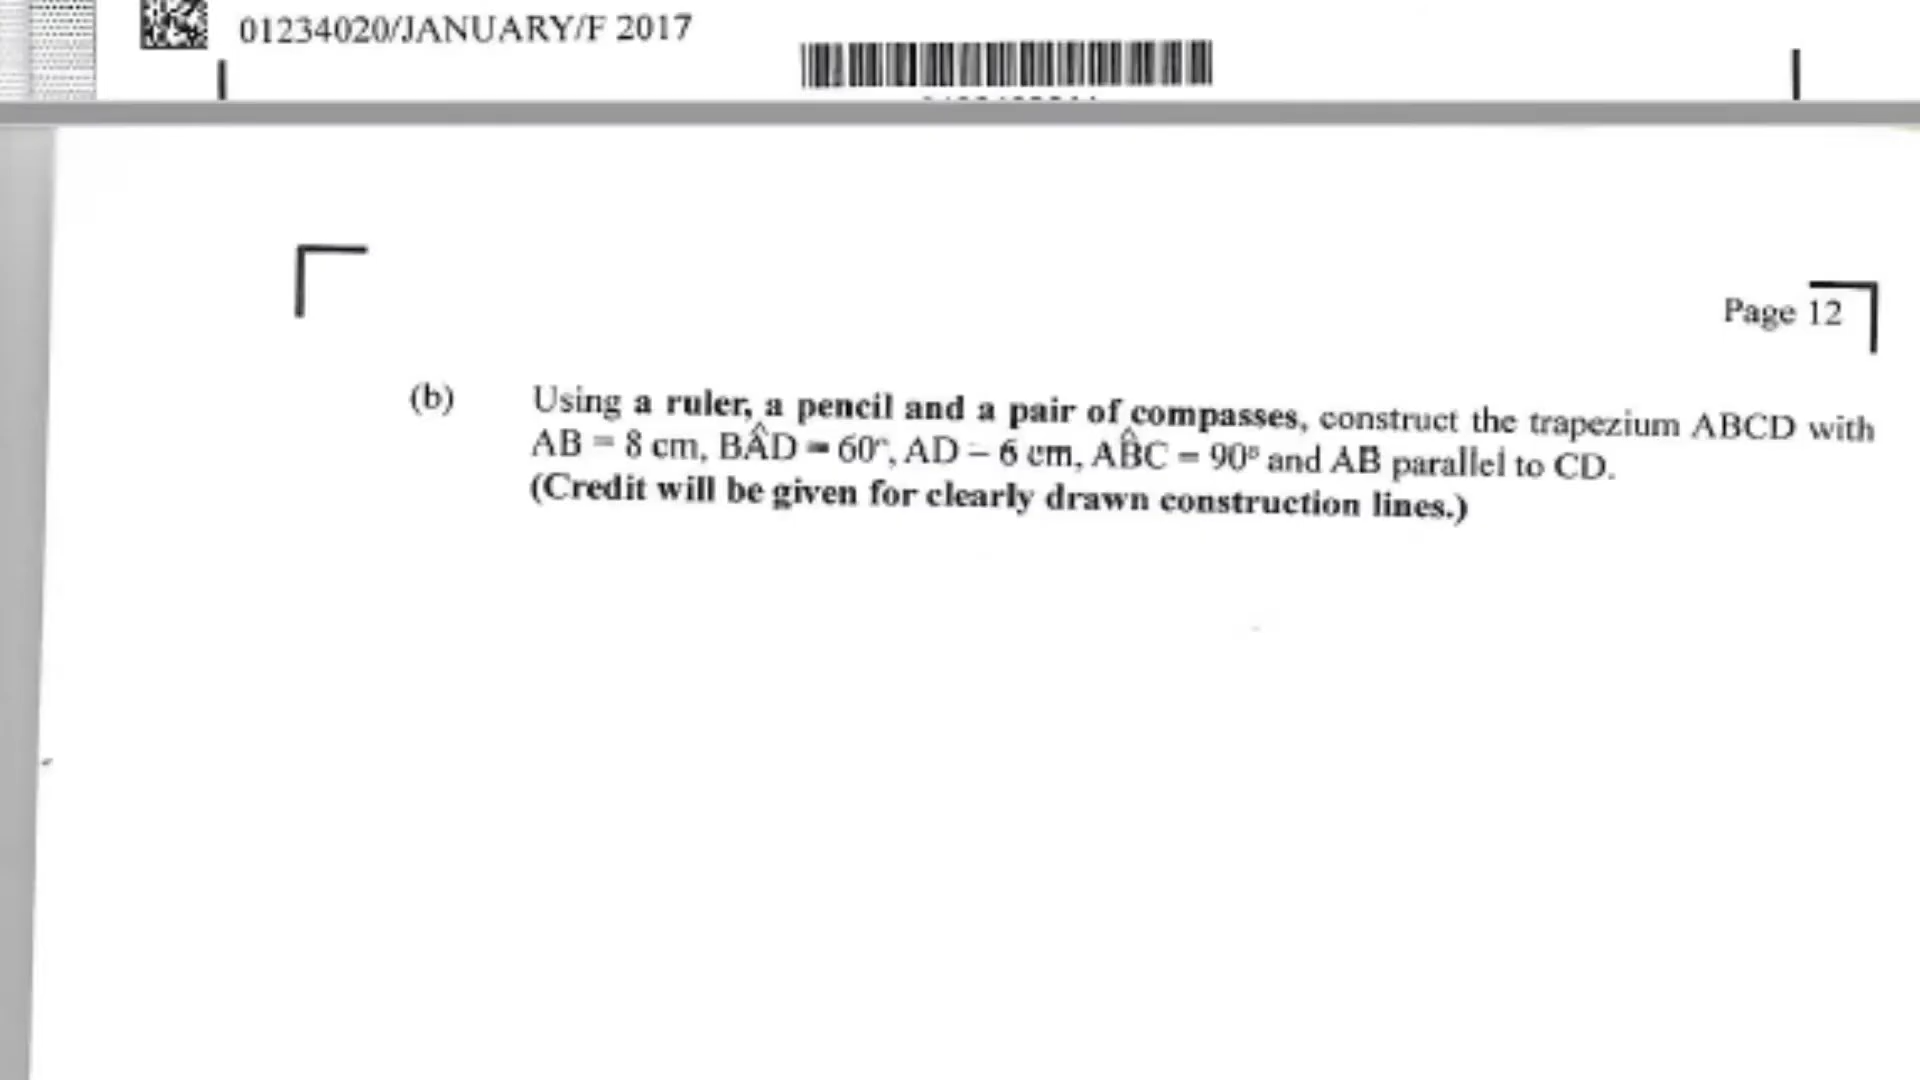 01234020/JANUARY/F 2017
Page 12
(b) Using a ruler, a pencil and a pair of compasses, construct the trapezium ABCD with
AB = 8 cm, BÂD = 60°, AD = 6 cm, AB̂C = 90° and AB parallel to CD.
(Credit will be given for clearly drawn construction lines.)